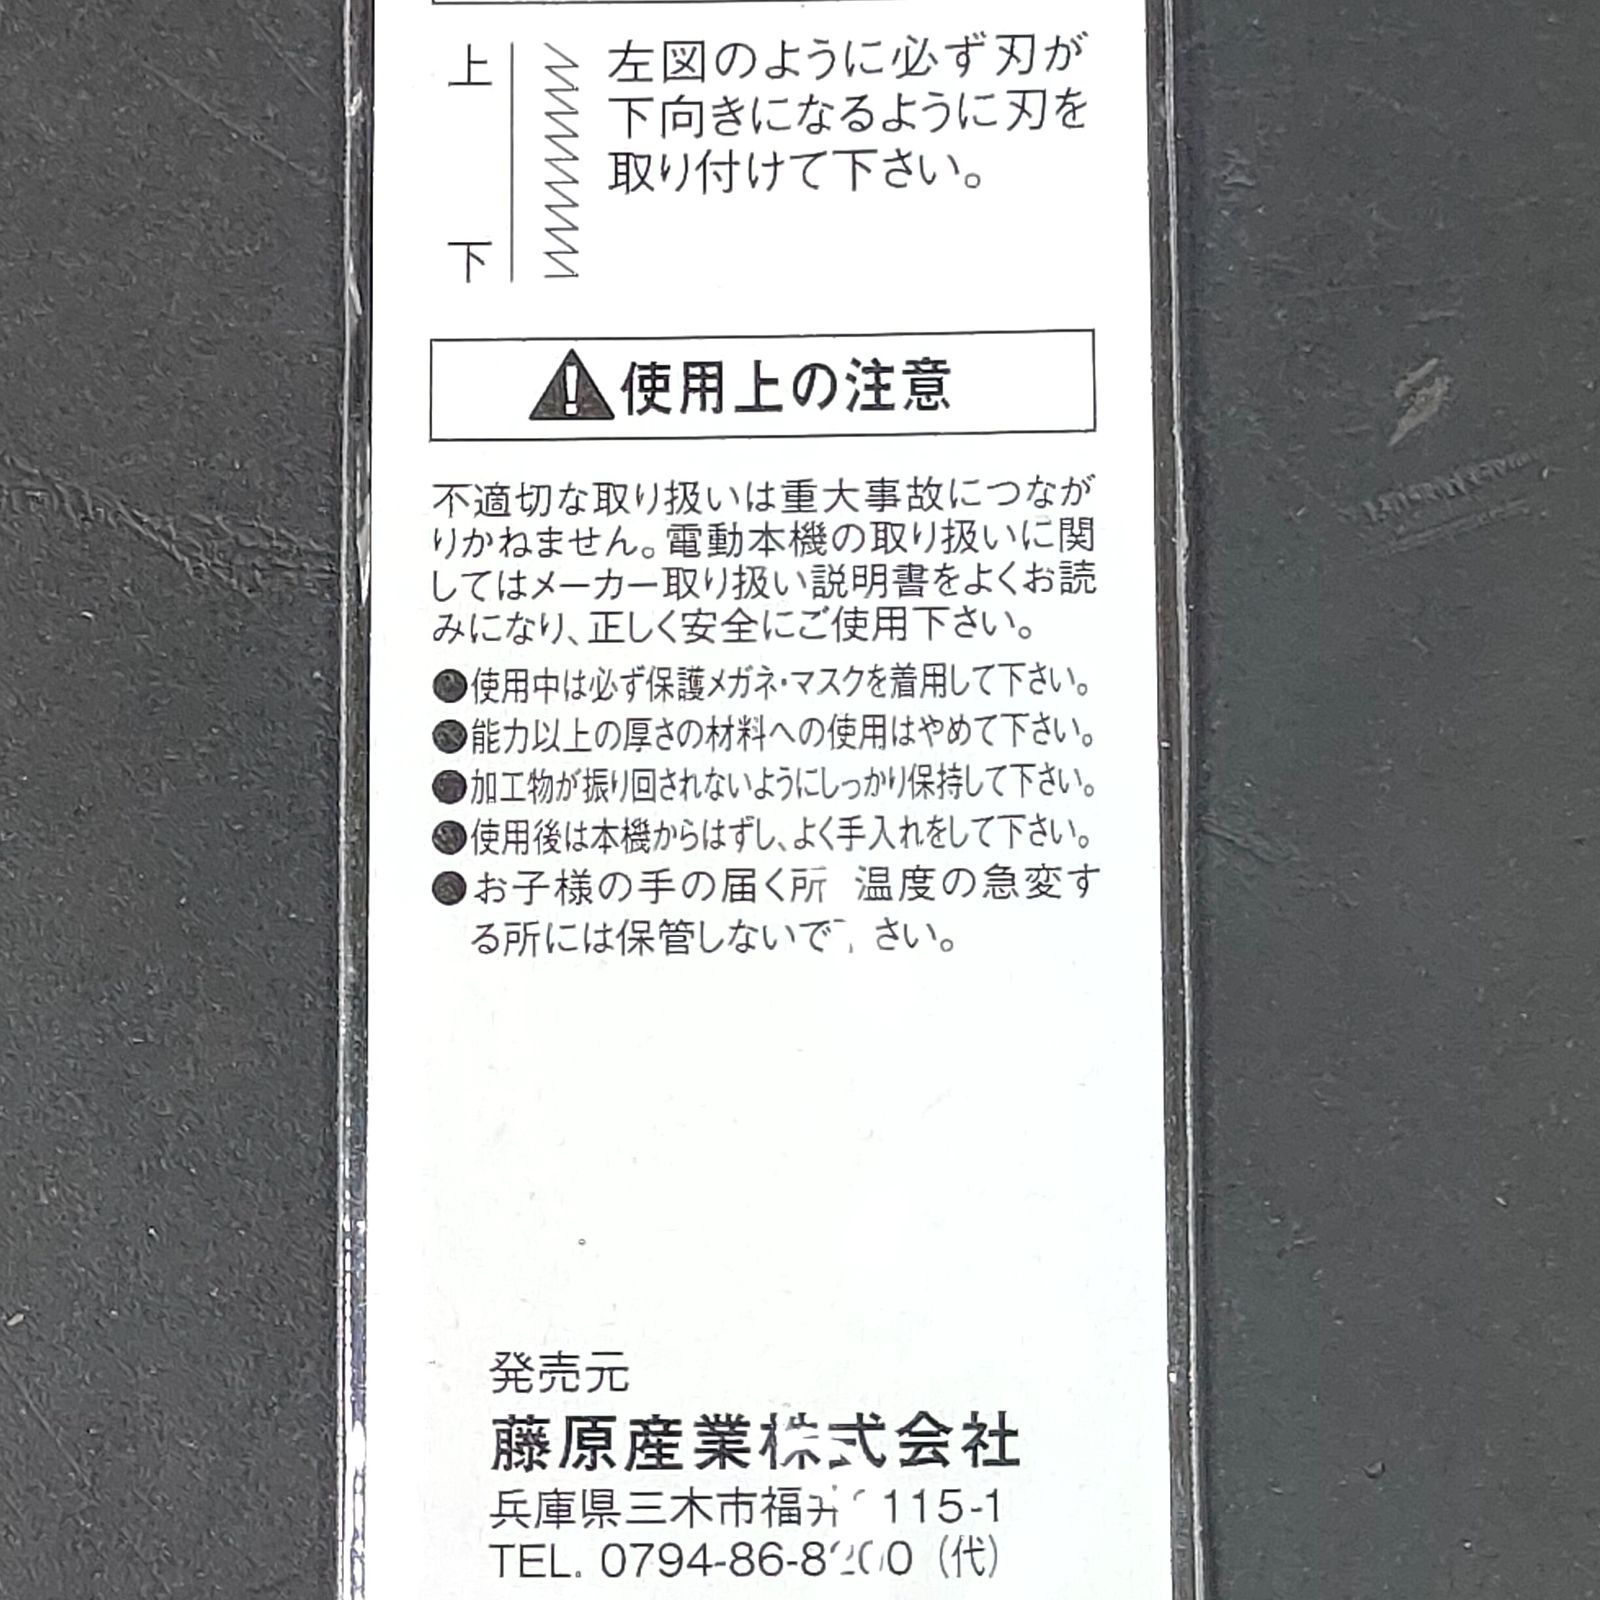 上
下
左図のように必ず刃が
下向きになるように刃を
取り付けて下さい。
使用上の注意
不適切な取り扱いは重大事故につなが
りかねません。電動本機の取り扱いに関
してはメーカー取り扱い説明書をよくお読
みになり、正しく安全にご使用下さい。
●使用中は必ず保護メガネ・マスクを着用して下さい。
●能力以上の厚さの材料への使用はやめて下さい。
●加工物が振り回されないようにしっかり保持して下さい。
●使用後は本機からはずし、よく手入れをして下さい。
●お子様の手の届く所 温度の急変す
る所には保管しないで さい。
発売元
藤原産業株式会社
兵庫県三木市福 115-1
TEL. 0794-86- (代)